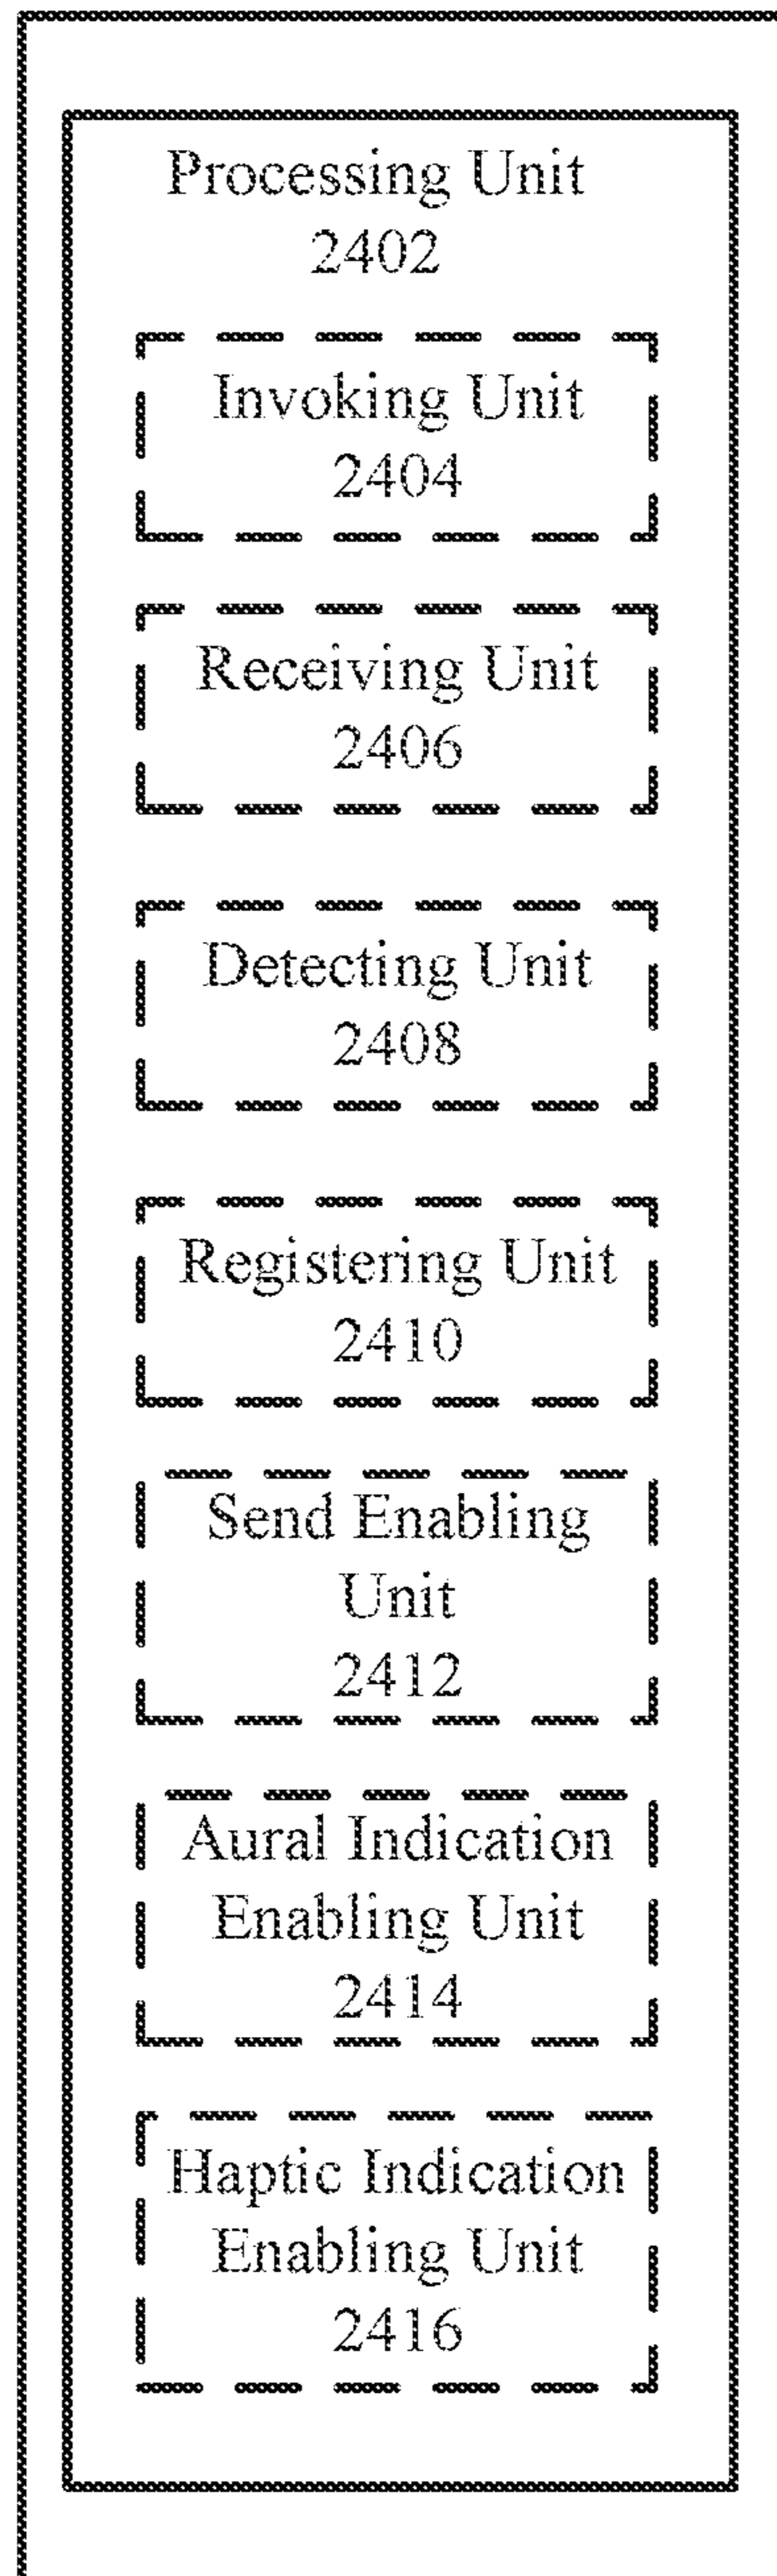 Processing Unit
2402
Invoking Unit
2404
Receiving Unit
2406
Detecting Unit
2408
Registering Unit
2410
Send Enabling
Unit
2412
Aural Indication
Enabling Unit
2414
Haptic Indication
Enabling Unit
2416